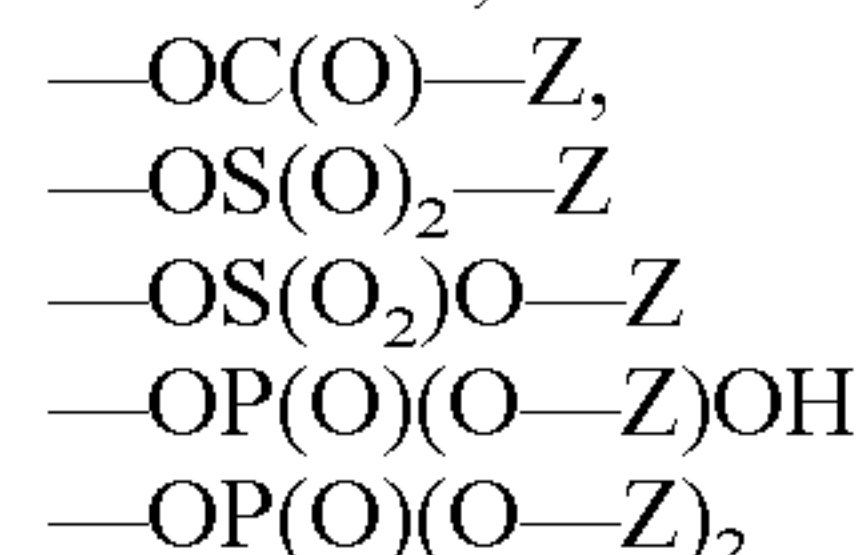 —OC(O)—Z,
—OS(O)₂—Z
—OS(O₂)O—Z
—OP(O)(O—Z)OH
—OP(O)(O—Z)₂